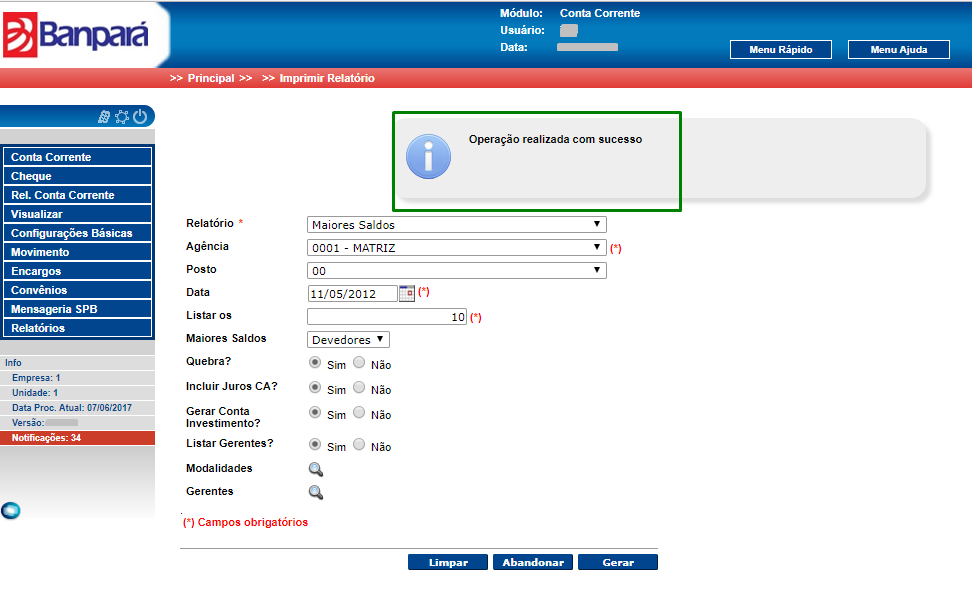 Banpará
Módulo: Conta Corrente
Usuário:
Data:
Menu Rápido
Menu Ajuda
>> Principal >> >> Imprimir Relatório
Conta Corrente
Cheque
Rel. Conta Corrente
Visualizar
Configurações Básicas
Movimento
Encargos
Convênios
Mensageria SPB
Relatórios
Info
Empresa: 1
Unidade: 1
Data Proc. Atual: 07/06/2017
Versão:
Notificações: 34
Operação realizada com sucesso
Relatório * Maiores Saldos
Agência 0001 - MATRIZ (*)
Posto 00
Data 11/05/2012 (*)
Listar os 10 (*)
Maiores Saldos Devedores
Quebra? Sim Não
Incluir Juros CA? Sim Não
Gerar Conta
Investimento? Sim Não
Listar Gerentes? Sim Não
Modalidades
Gerentes
(*) Campos obrigatórios
Limpar Abandonar Gerar